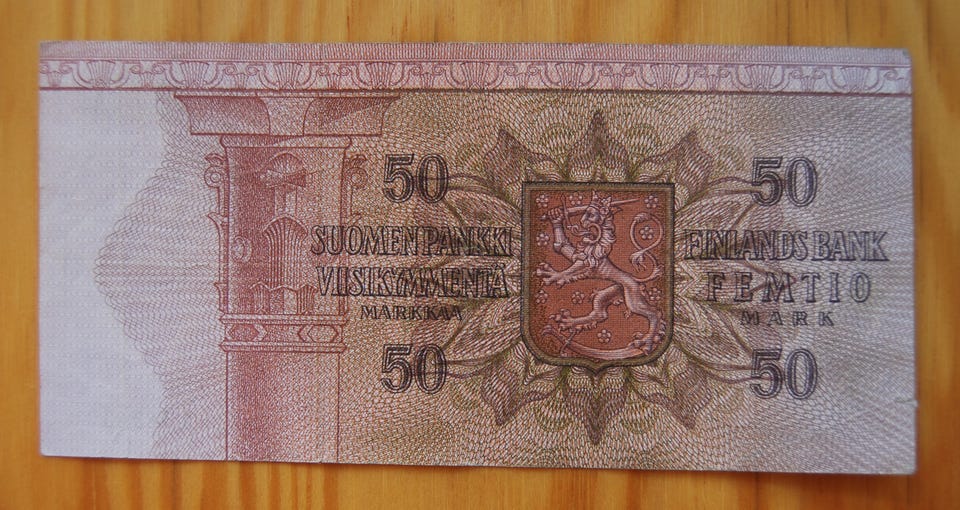 50
50
SUOMEN PANKKI
VIISIKYMMENTÄ
MARKKAA
FINLANDS BANK
FEMTIO
MARK
50
50